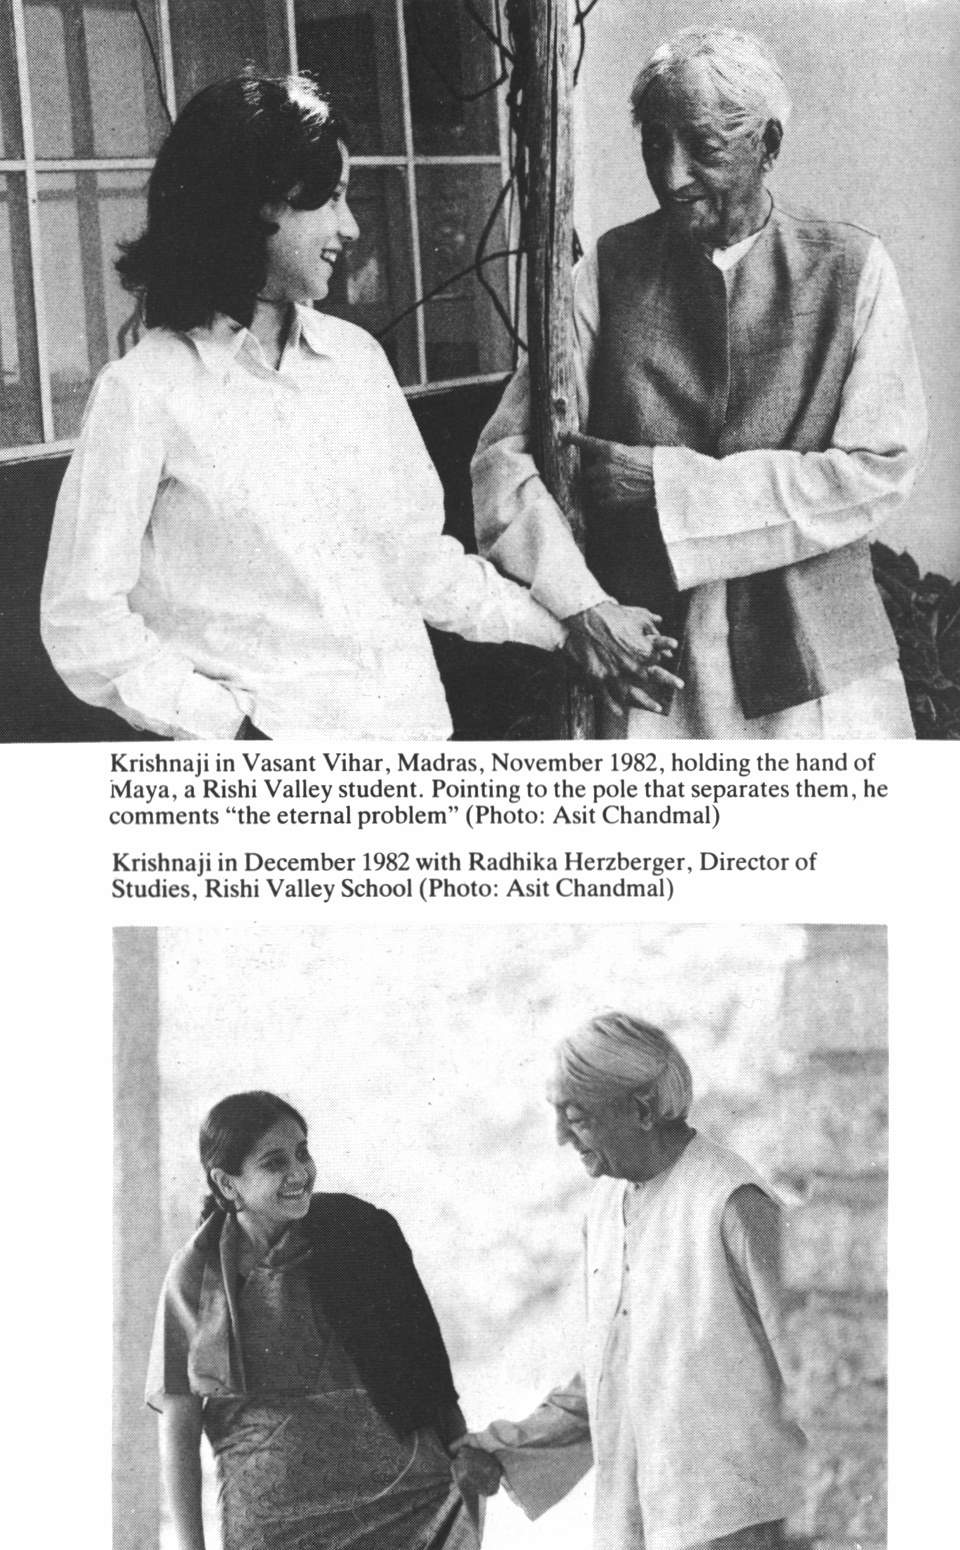 Krishnaji in Vasant Vihar, Madras, November 1982, holding the hand of
Maya, a Rishi Valley student. Pointing to the pole that separates them, he
comments “the eternal problem” (Photo: Asit Chandmal)
Krishnaji in December 1982 with Radhika Herzberger, Director of
Studies, Rishi Valley School (Photo: Asit Chandmal)